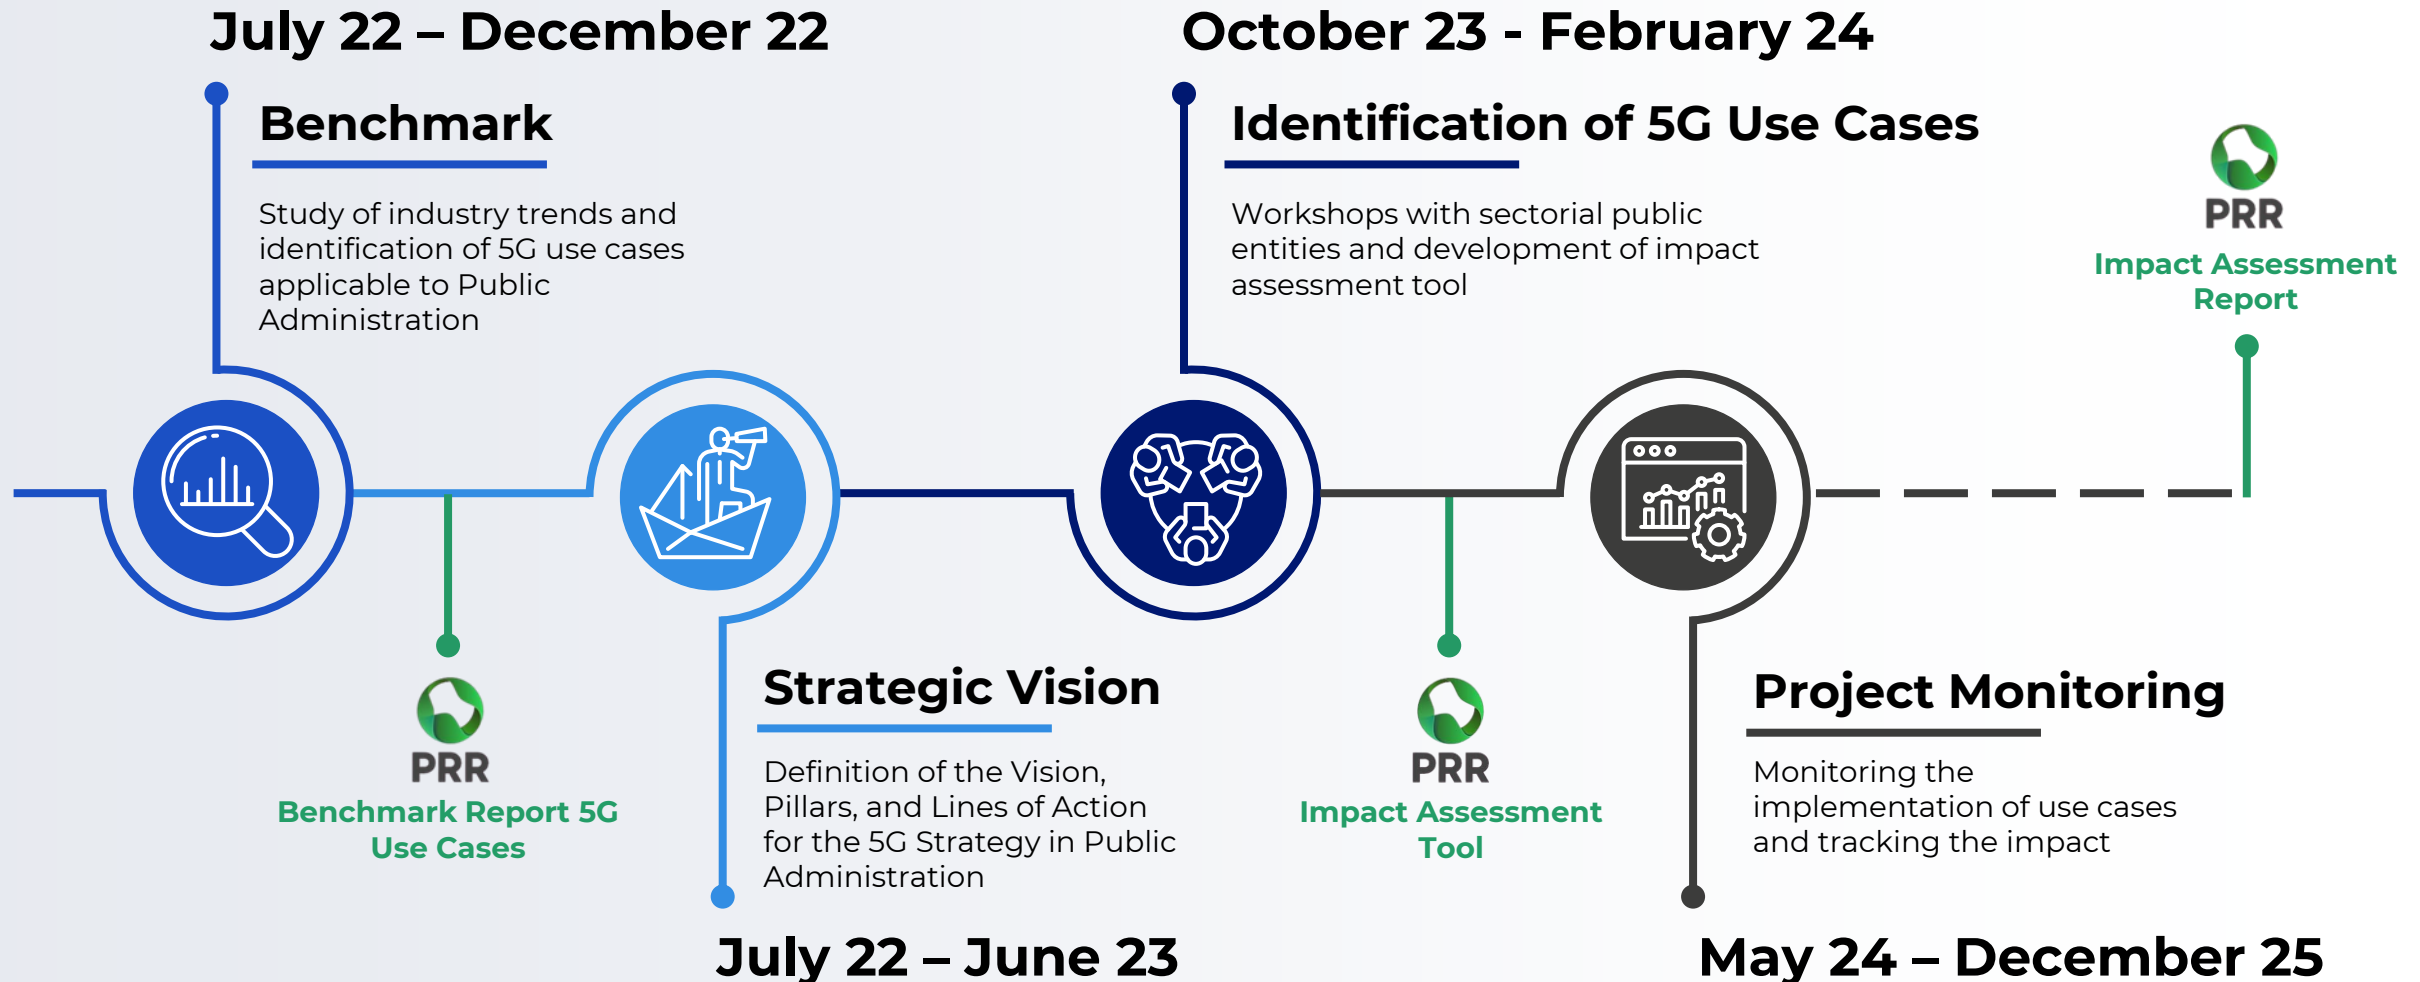 July 22 – December 22
Benchmark
Study of industry trends and
identification of 5G use cases
applicable to Public
Administration
October 23 - February 24
Identification of 5G Use Cases
Workshops with sectorial public
entities and development of impact
assessment tool
PRR
Impact Assessment
Report
PRR
Benchmark Report 5G
Use Cases
Strategic Vision
Definition of the Vision,
Pillars, and Lines of Action
for the 5G Strategy in Public
Administration
July 22 – June 23
PRR
Impact Assessment
Tool
Project Monitoring
Monitoring the
implementation of use cases
and tracking the impact
May 24 – December 25